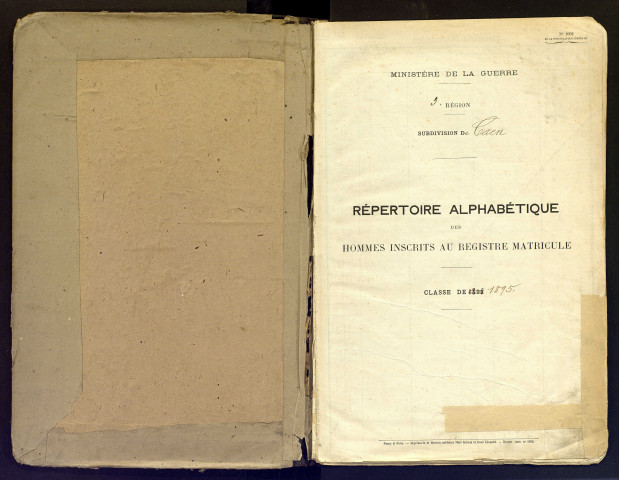 MINISTÈRE DE LA GUERRE
3. RÉGION
SUBDIVISION De Caen
RÉPERTOIRE ALPHABÉTIQUE
DES
HOMMES INSCRITS AU REGISTRE MATRICULE
CLASSE DE 1895.